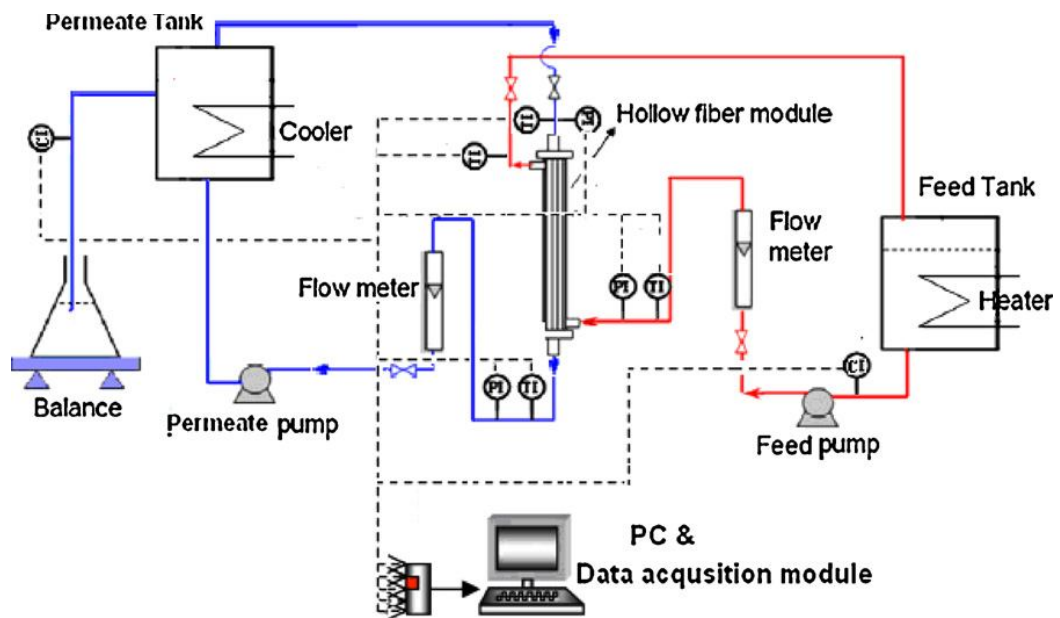 Permeate Tank
Cooler
CI
TI
PI
TI
Hollow fiber module
Feed Tank
Flow
meter
Heater
Flow meter
PI
TI
PI
TI
CI
Balance
Permeate pump
Feed pump
PC &
Data acqusition module